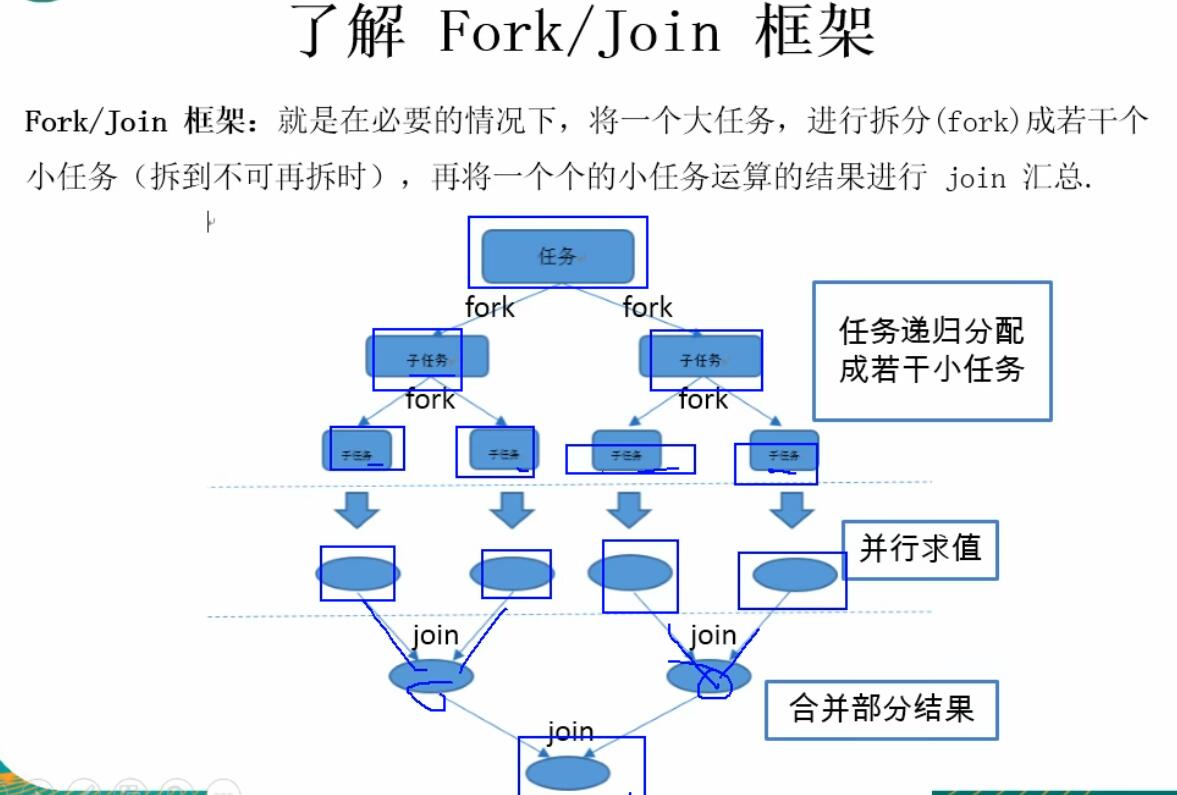 了解 Fork/Join 框架
Fork/Join 框架：就是在必要的情况下，将一个大任务，进行拆分(fork)成若干个
小任务（拆到不可再拆时），再将一个个的小任务运算的结果进行 join 汇总.
任务
fork
fork
子任务
子任务
任务递归分配
成若干小任务
fork
fork
子任务
子任务
子任务
子任务
并行求值
join
join
合并部分结果
join